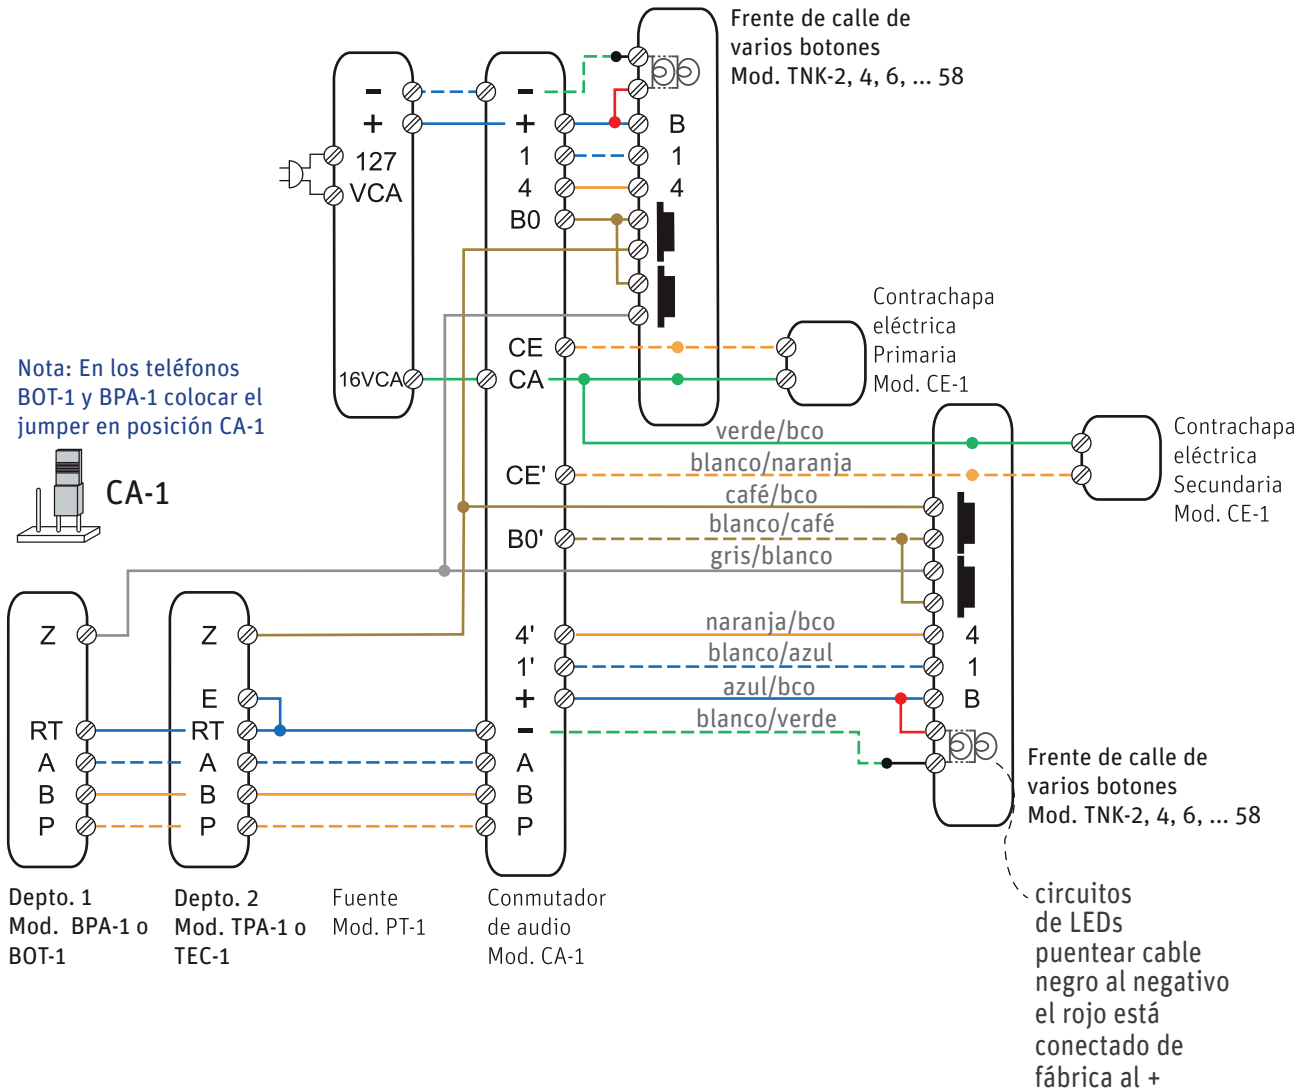 Frente de calle de
varios botones
Mod. TNK-2, 4, 6, ... 58
-
+
127
VCA
16VCA
-
+
1
4
B0
CE
CA
CE'
B0'
4'
1'
+
-
A
B
P
B
1
4
Contrachapa
eléctrica
Primaria
Mod. CE-1
Contrachapa
eléctrica
Secundaria
Mod. CE-1
Nota: En los teléfonos
BOT-1 y BPA-1 colocar el
jumper en posición CA-1
CA-1
verde/bco
blanco/naranja
café/bco
blanco/café
gris/blanco
naranja/bco
blanco/azul
azul/bco
blanco/verde
4
1
B
Z
RT
A
B
P
Z
E
RT
A
B
P
Frente de calle de
varios botones
Mod. TNK-2, 4, 6, ... 58
Depto. 1
Mod. BPA-1 o
BOT-1
Depto. 2
Mod. TPA-1 o
TEC-1
Fuente
Mod. PT-1
Conmutador
de audio
Mod. CA-1
circuitos
de LEDs
puentear cable
negro al negativo
el rojo está
conectado de
fábrica al +